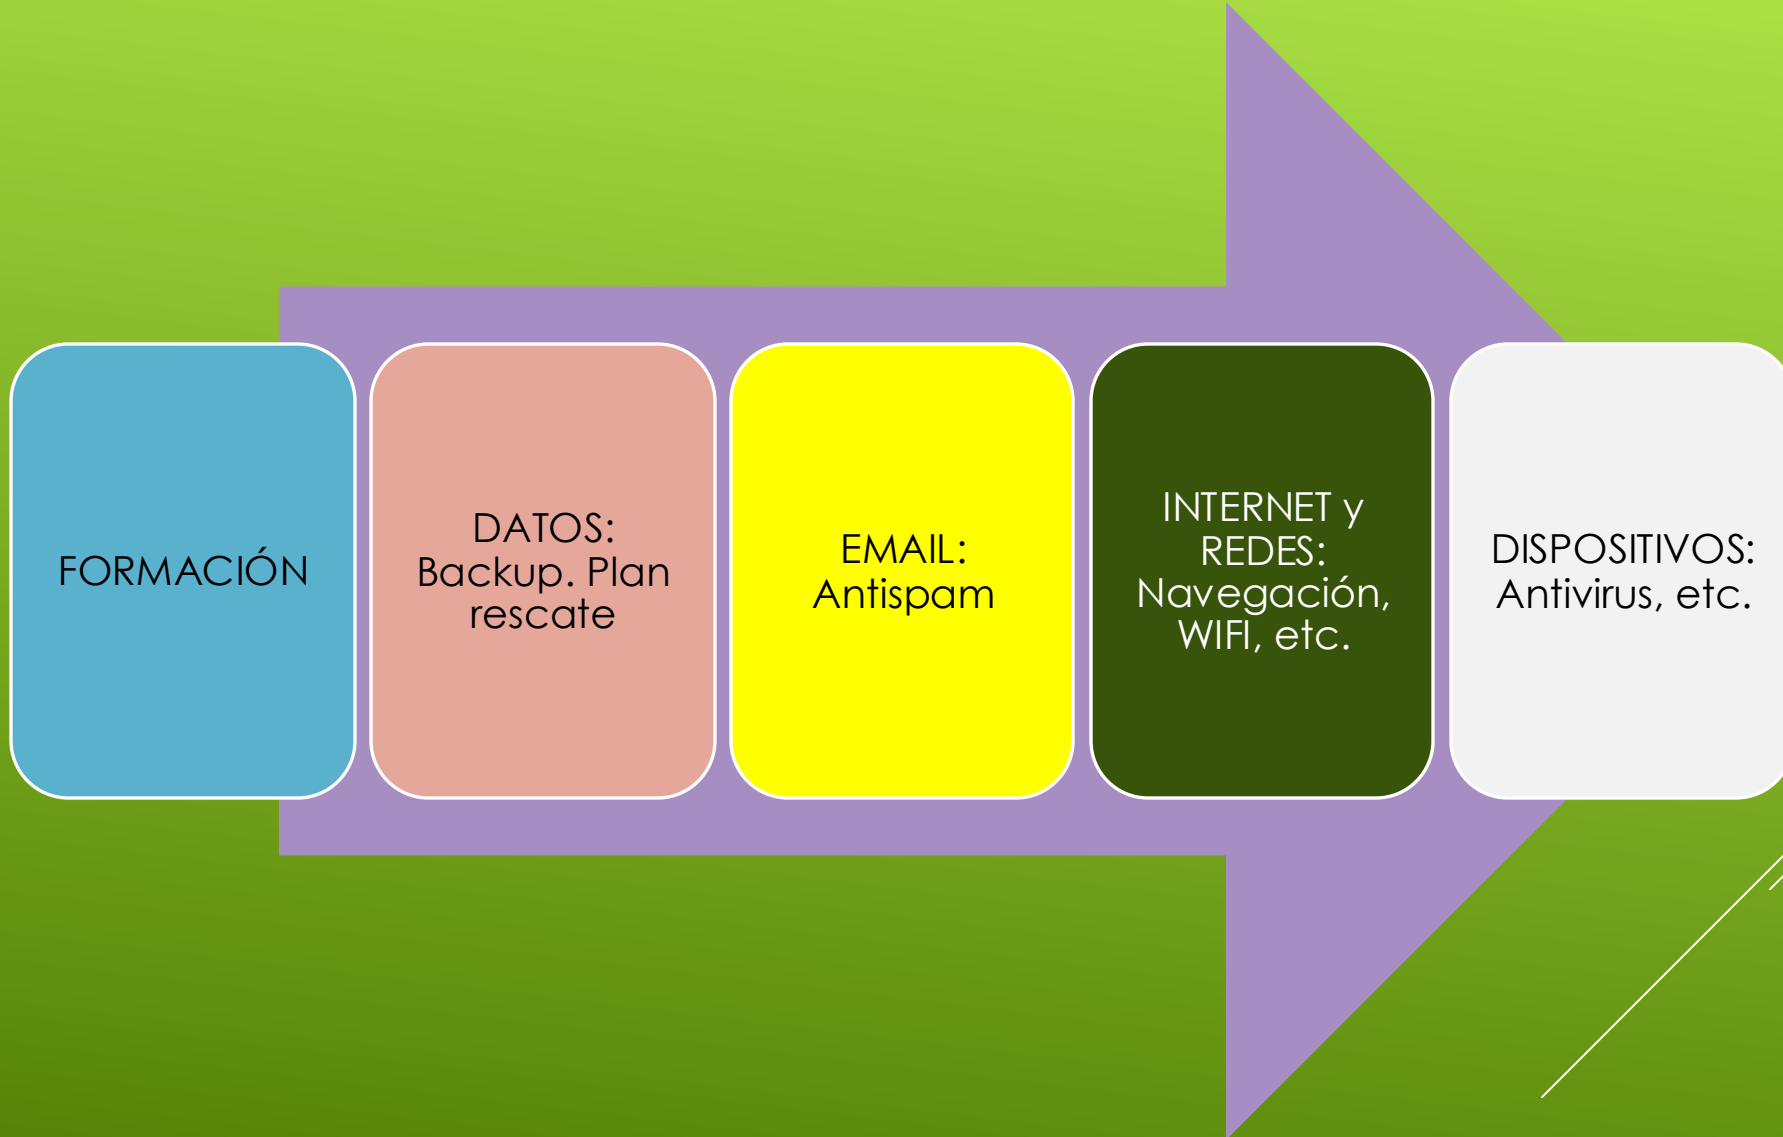 FORMACIÓN
DATOS:
Backup. Plan
rescate
EMAIL:
Antispam
INTERNET y
REDES:
Navegación,
WIFI, etc.
DISPOSITIVOS:
Antivirus, etc.